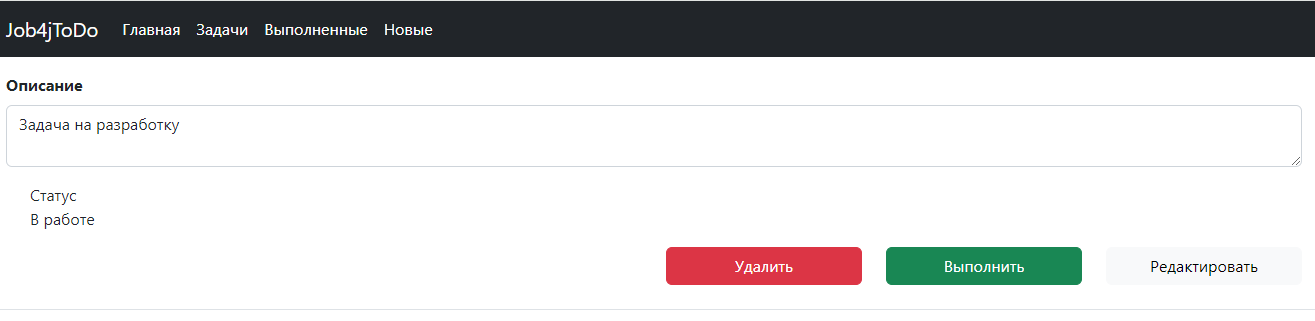 Job4jToDo Главная Задачи Выполненные Новые
Описание
Задача на разработку
Статус
В работе
Удалить Выполнить Редактировать